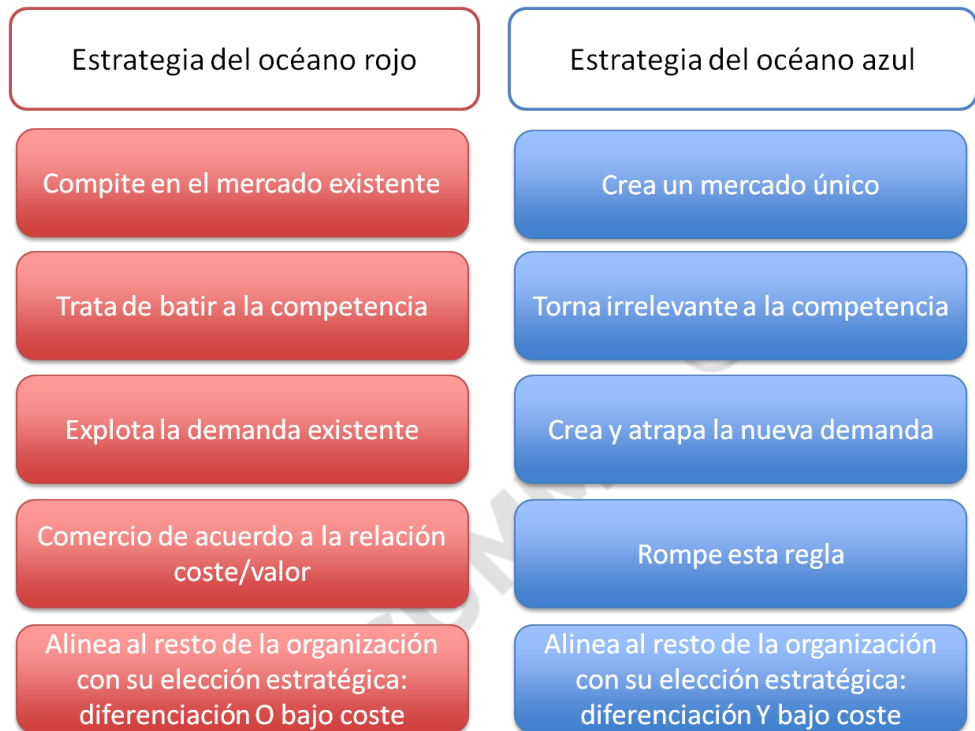 Estrategia del océano rojo
Estrategia del océano azul
Compite en el mercado existente
Crea un mercado único
Trata de batir a la competencia
Torna irrelevante a la competencia
Explota la demanda existente
Crea y atrapa la nueva demanda
Comercio de acuerdo a la relación
coste/valor
Rompe esta regla
Alinea al resto de la organización
con su elección estratégica:
diferenciación O bajo coste
Alinea al resto de la organización
con su elección estratégica:
diferenciación Y bajo coste